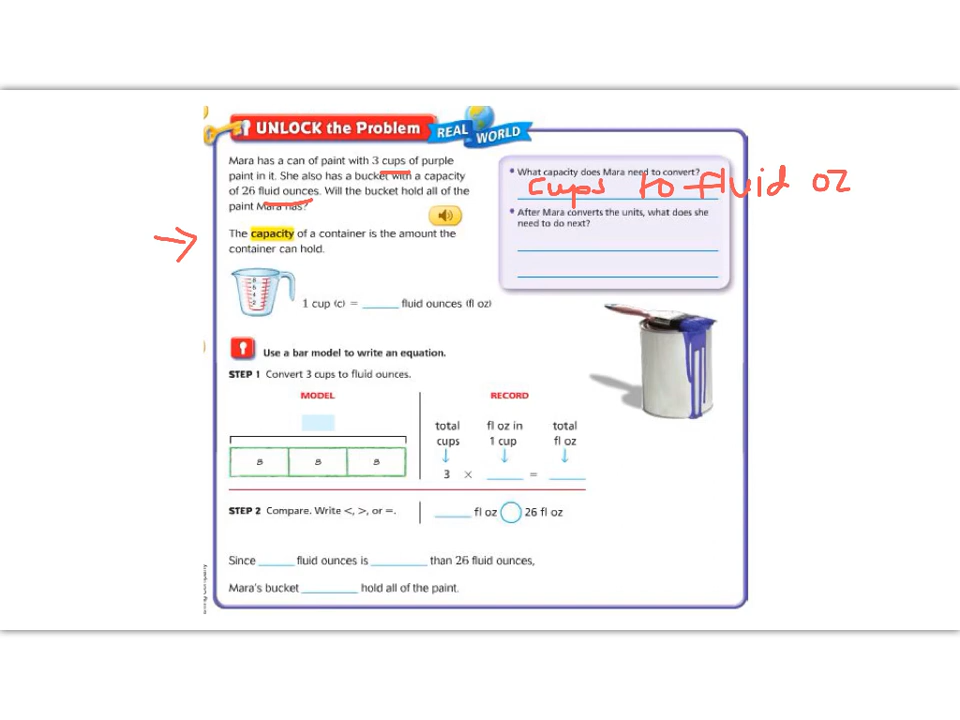 UNLOCK the Problem REAL WORLD
Mara has a can of paint with 3 cups of purple
paint in it. She also has a bucket with a capacity
of 26 fluid ounces. Will the bucket hold all of the
paint Mara has?
The capacity of a container is the amount the
container can hold.
• What capacity does Mara need to convert?
cups to fluid oz
• After Mara converts the units, what does she
need to do next?
8
6
4
2
1 cup (c) = ______ fluid ounces (fl oz)
Use a bar model to write an equation.
STEP 1 Convert 3 cups to fluid ounces.
MODEL
8 8 8
RECORD
total fl oz in total
cups 1 cup fl oz
↓ ↓ ↓
3 × ______ = ______
STEP 2 Compare. Write <, >, or =.
______ fl oz ◯ 26 fl oz
Since ______ fluid ounces is ______ than 26 fluid ounces,
Mara's bucket ______ hold all of the paint.